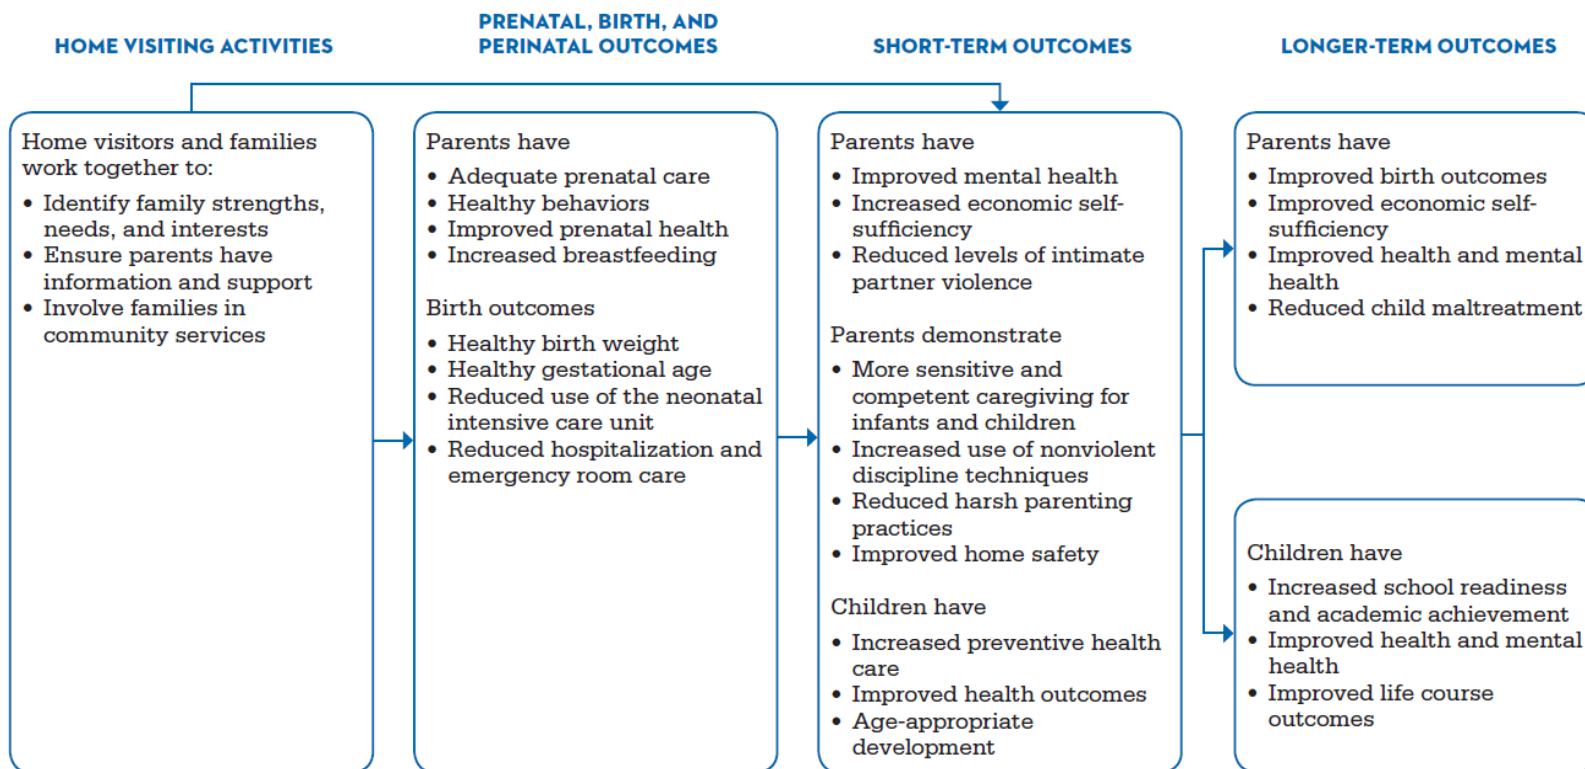 HOME VISITING ACTIVITIES
PRENATAL, BIRTH, AND
PERINATAL OUTCOMES
SHORT-TERM OUTCOMES
LONGER-TERM OUTCOMES
Home visitors and families
work together to:
• Identify family strengths,
needs, and interests
• Ensure parents have
information and support
• Involve families in
community services
Parents have
• Adequate prenatal care
• Healthy behaviors
• Improved prenatal health
• Increased breastfeeding
Birth outcomes
• Healthy birth weight
• Healthy gestational age
• Reduced use of the neonatal
intensive care unit
• Reduced hospitalization and
emergency room care
Parents have
• Improved mental health
• Increased economic self-
sufficiency
• Reduced levels of intimate
partner violence
Parents demonstrate
• More sensitive and
competent caregiving for
infants and children
• Increased use of nonviolent
discipline techniques
• Reduced harsh parenting
practices
• Improved home safety
Children have
• Increased preventive health
care
• Improved health outcomes
• Age-appropriate
development
Parents have
• Improved birth outcomes
• Improved economic self-
sufficiency
• Improved health and mental
health
• Reduced child maltreatment
Children have
• Increased school readiness
and academic achievement
• Improved health and mental
health
• Improved life course
outcomes